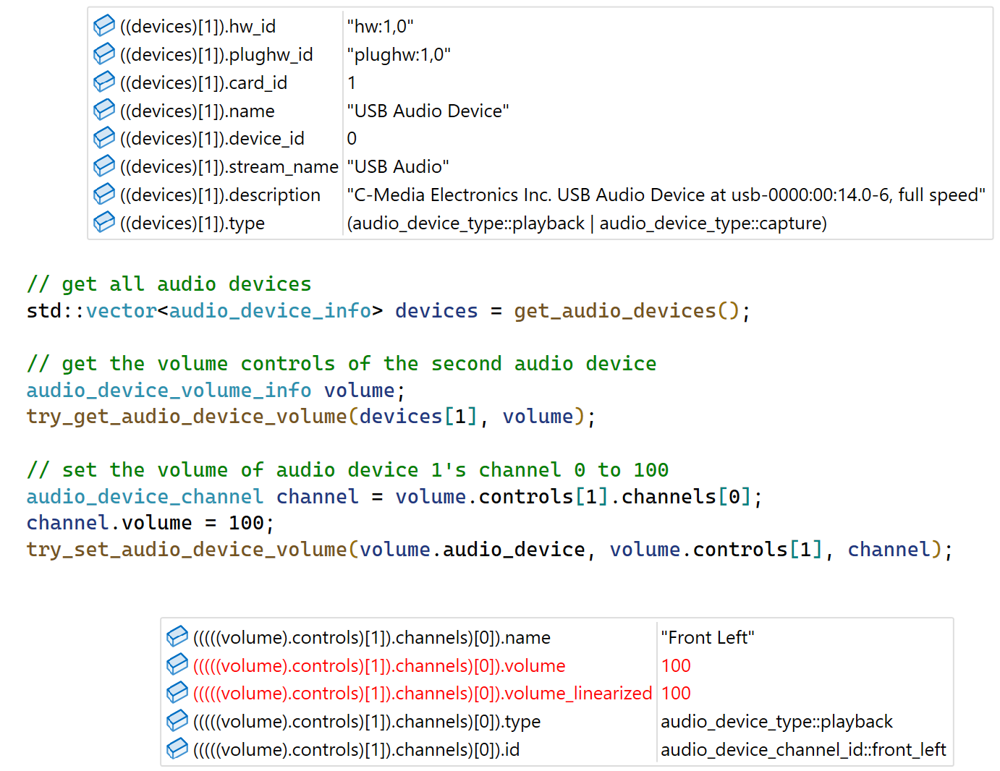 ((devices)[1]).hw_id "hw:1,0"
((devices)[1]).plughw_id "plughw:1,0"
((devices)[1]).card_id 1
((devices)[1]).name "USB Audio Device"
((devices)[1]).device_id 0
((devices)[1]).stream_name "USB Audio"
((devices)[1]).description "C-Media Electronics Inc. USB Audio Device at usb-0000:00:14.0-6, full speed"
((devices)[1]).type (audio_device_type::playback | audio_device_type::capture)
// get all audio devices
std::vector<audio_device_info> devices = get_audio_devices();
// get the volume controls of the second audio device
audio_device_volume_info volume;
try_get_audio_device_volume(devices[1], volume);
// set the volume of audio device 1's channel 0 to 100
audio_device_channel channel = volume.controls[1].channels[0];
channel.volume = 100;
try_set_audio_device_volume(volume.audio_device, volume.controls[1], channel);
(((((volume).controls)[1]).channels)[0]).name "Front Left"
(((((volume).controls)[1]).channels)[0]).volume 100
(((((volume).controls)[1]).channels)[0]).volume_linearized 100
(((((volume).controls)[1]).channels)[0]).type audio_device_type::playback
(((((volume).controls)[1]).channels)[0]).id audio_device_channel_id::front_left